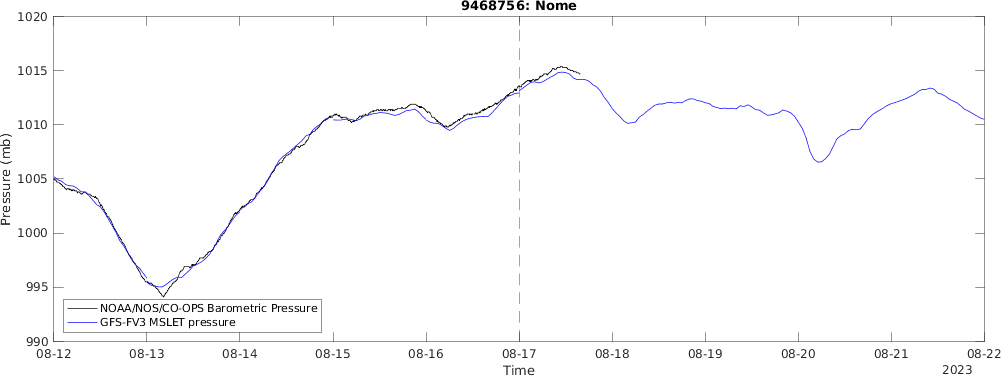 9468756: Nome
1020
1015
1010
1005
1000
995
990
Pressure (mb)
NOAA/NOS/CO-OPS Barometric Pressure
GFS-FV3 MSLET pressure
08-12 08-13 08-14 08-15 08-16 08-17 08-18 08-19 08-20 08-21 08-22
Time
2023